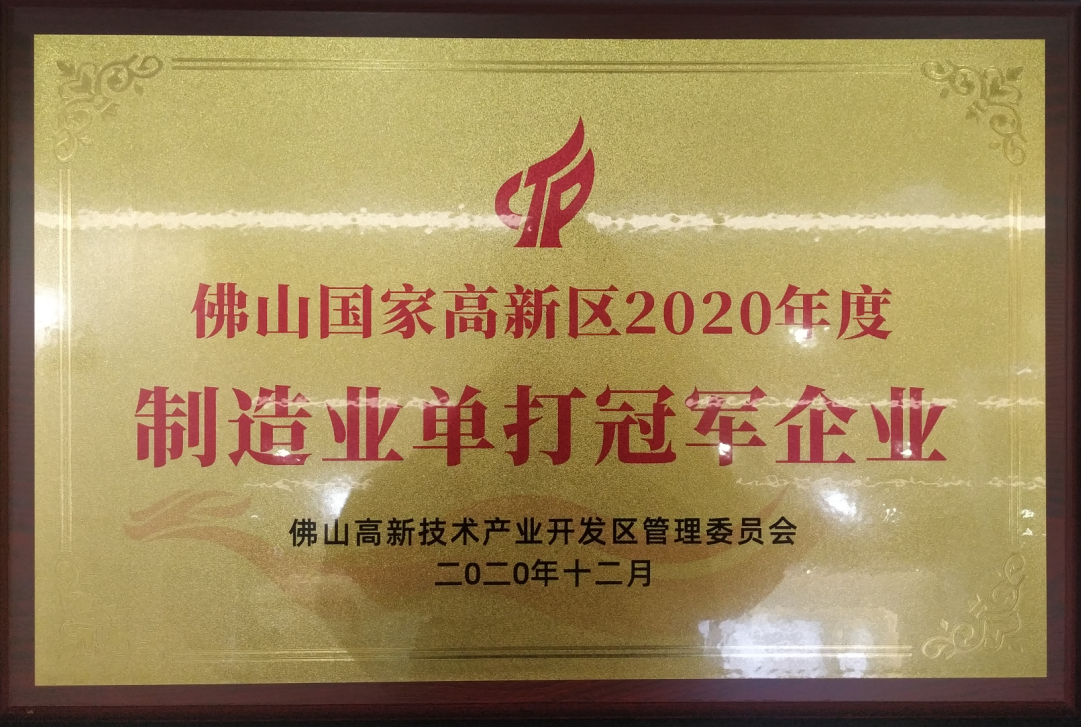 佛山国家高新区2020年度
制造业单打冠军企业
佛山高新技术产业开发区管理委员会
二0二0年十二月